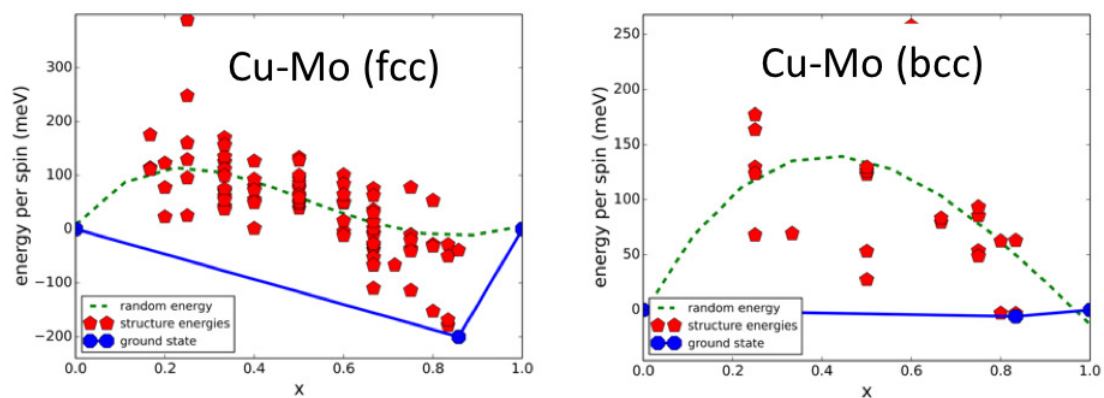 Cu-Mo (fcc)
energy per spin (meV)
300
200
100
0
−100
−200
random energy
structure energies
ground state
0.0
0.2
0.4
0.6
0.8
1.0
x
Cu-Mo (bcc)
energy per spin (meV)
250
200
150
100
50
0
random energy
structure energies
ground state
0.0
0.2
0.4
0.6
0.8
1.0
x